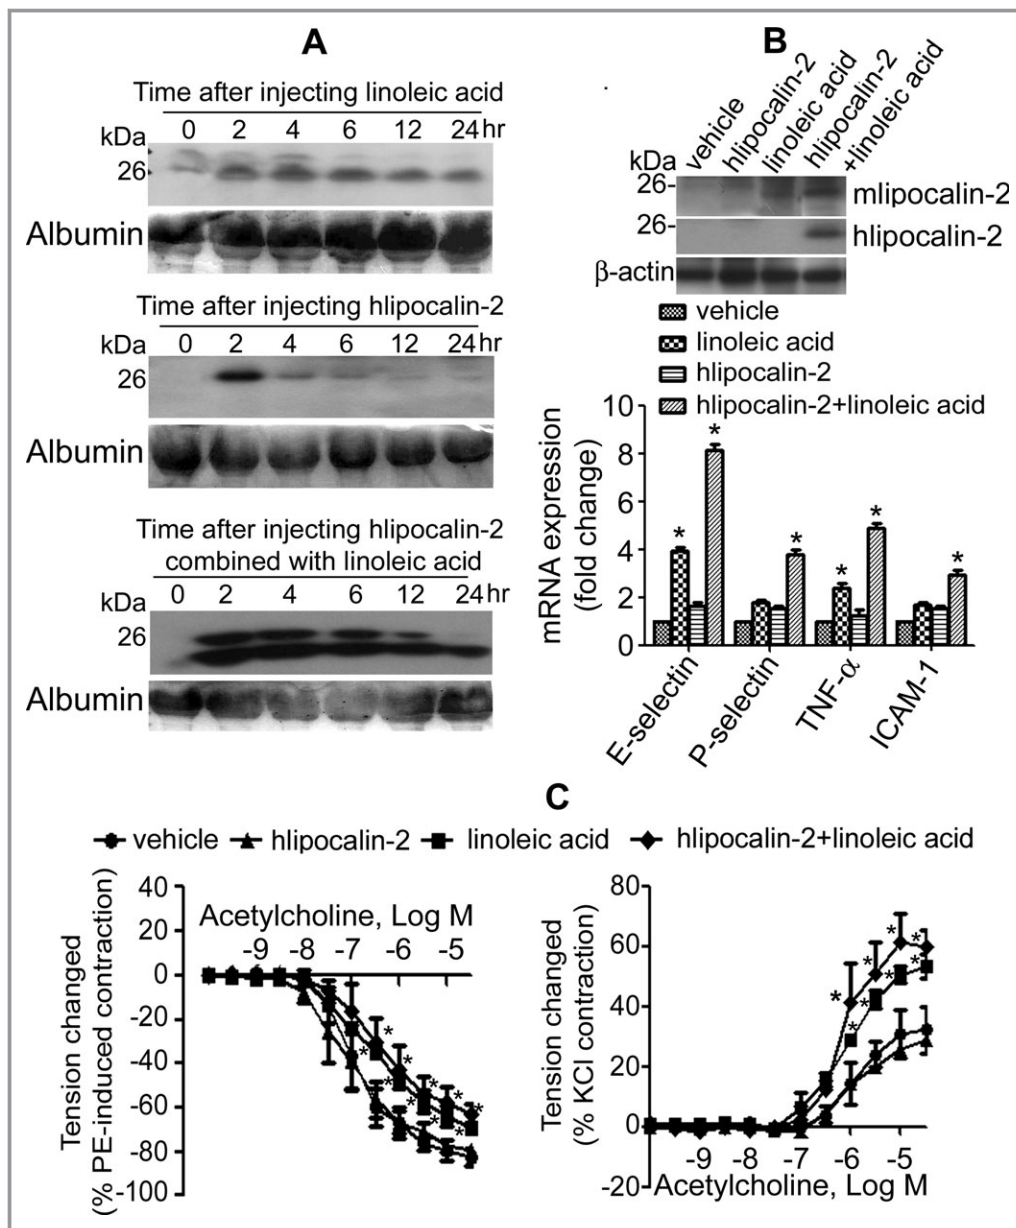 A
Time after injecting linoleic acid
kDa
0 2 4 6 12 24 hr
26
Albumin
Time after injecting hlipocalin-2
kDa
0 2 4 6 12 24 hr
26
Albumin
Time after injecting hlipocalin-2
combined with linoleic acid
kDa
0 2 4 6 12 24 hr
26
Albumin
B
vehicle
hlipocalin-2
linoleic acid
hlipocalin-2
+linoleic acid
kDa
26- mlipocalin-2
26- hlipocalin-2
β-actin
vehicle
linoleic acid
hlipocalin-2
hlipocalin-2+linoleic acid
mRNA expression
(fold change)
10
8
6
4
2
0
* * * * * *
E-selectin
P-selectin
TNF-α
ICAM-1
C
vehicle hlipocalin-2 linoleic acid hlipocalin-2+linoleic acid
Tension changed
(% PE-induced contraction)
40
20
0
-20
-40
-60
-80
-100
Acetylcholine, Log M
-9 -8 -7 -6 -5
Tension changed
(% KCl contraction)
80
60
40
20
0
-20
-9 -8 -7 -6 -5
Acetylcholine, Log M